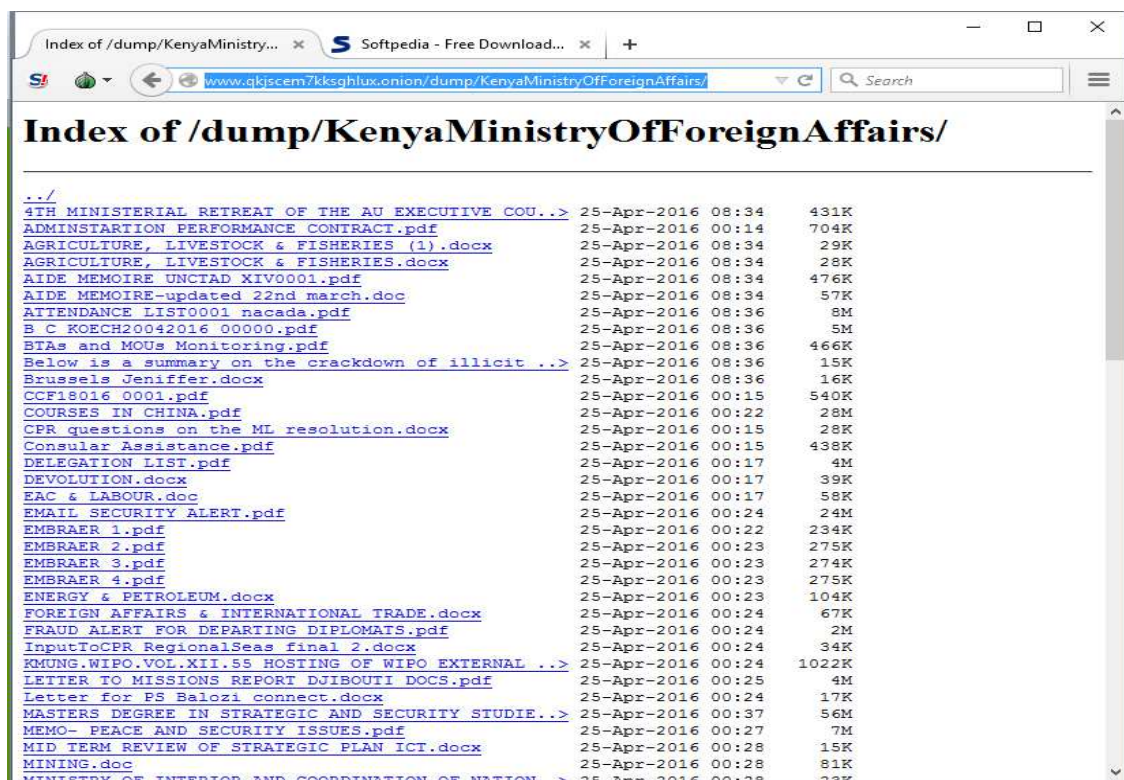 Index of /dump/KenyaMinistry... ×
S Softpedia - Free Download... × +
S! www.qkjscem7kksghlux.onion/dump/KenyaMinistryOfForeignAffairs/ Search
Index of /dump/KenyaMinistryOfForeignAffairs/
../
4TH MINISTERIAL RETREAT OF THE AU EXECUTIVE COU..> 25-Apr-2016 08:34 431K
ADMINSTARTION PERFORMANCE CONTRACT.pdf 25-Apr-2016 00:14 704K
AGRICULTURE, LIVESTOCK & FISHERIES (1).docx 25-Apr-2016 08:34 29K
AGRICULTURE, LIVESTOCK & FISHERIES.docx 25-Apr-2016 08:34 28K
AIDE MEMOIRE UNCTAD XIV0001.pdf 25-Apr-2016 08:34 476K
AIDE MEMOIRE-updated 22nd march.doc 25-Apr-2016 08:34 57K
ATTENDANCE LIST0001 nacada.pdf 25-Apr-2016 08:36 8M
B C KOECH20042016 00000.pdf 25-Apr-2016 08:36 5M
BTAs and MOUs Monitoring.pdf 25-Apr-2016 08:36 466K
Below is a summary on the crackdown of illicit ..> 25-Apr-2016 08:36 15K
Brussels Jeniffer.docx 25-Apr-2016 08:36 16K
CCF18016 0001.pdf 25-Apr-2016 00:15 540K
COURSES IN CHINA.pdf 25-Apr-2016 00:22 28M
CPR questions on the ML resolution.docx 25-Apr-2016 00:15 28K
Consular Assistance.pdf 25-Apr-2016 00:15 438K
DELEGATION LIST.pdf 25-Apr-2016 00:17 4M
DEVOLUTION.docx 25-Apr-2016 00:17 39K
EAC & LABOUR.doc 25-Apr-2016 00:17 58K
EMAIL SECURITY ALERT.pdf 25-Apr-2016 00:24 24M
EMBRAER 1.pdf 25-Apr-2016 00:22 234K
EMBRAER 2.pdf 25-Apr-2016 00:23 275K
EMBRAER 3.pdf 25-Apr-2016 00:23 274K
EMBRAER 4.pdf 25-Apr-2016 00:23 275K
ENERGY & PETROLEUM.docx 25-Apr-2016 00:23 104K
FOREIGN AFFAIRS & INTERNATIONAL TRADE.docx 25-Apr-2016 00:24 67K
FRAUD ALERT FOR DEPARTING DIPLOMATS.pdf 25-Apr-2016 00:24 2M
InputToCPR RegionalSeas final 2.docx 25-Apr-2016 00:24 34K
KMUNG.WIPO.VOL.XII.55 HOSTING OF WIPO EXTERNAL ..> 25-Apr-2016 00:24 1022K
LETTER TO MISSIONS REPORT DJIBOUTI DOCS.pdf 25-Apr-2016 00:25 4M
Letter for PS Balozi connect.docx 25-Apr-2016 00:24 17K
MASTERS DEGREE IN STRATEGIC AND SECURITY STUDIE..> 25-Apr-2016 00:37 56M
MEMO- PEACE AND SECURITY ISSUES.pdf 25-Apr-2016 00:27 7M
MID TERM REVIEW OF STRATEGIC PLAN ICT.docx 25-Apr-2016 00:28 15K
MINING.doc 25-Apr-2016 00:28 81K
MINISTRY OF INTERIOR AND COORDINATION OF NATION..> 25-Apr-2016 00:28